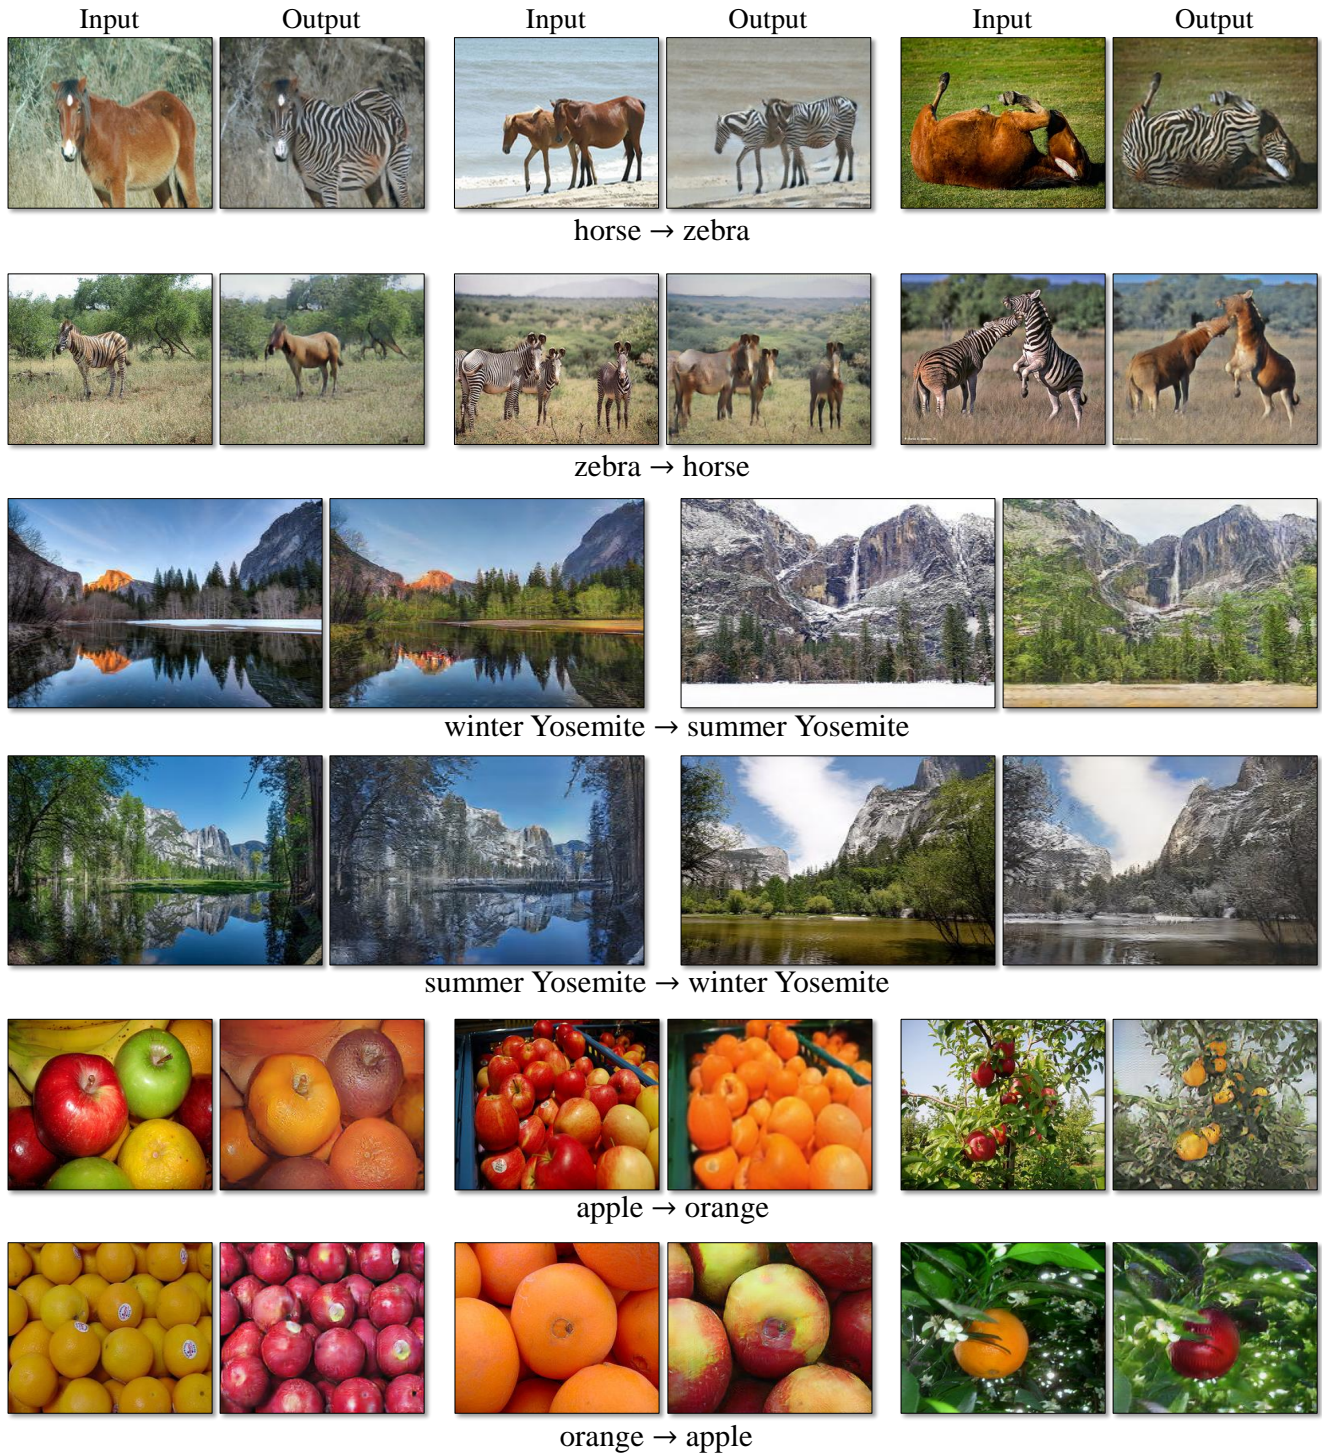 Input Output Input Output Input Output
horse → zebra
zebra → horse
winter Yosemite → summer Yosemite
summer Yosemite → winter Yosemite
apple → orange
orange → apple